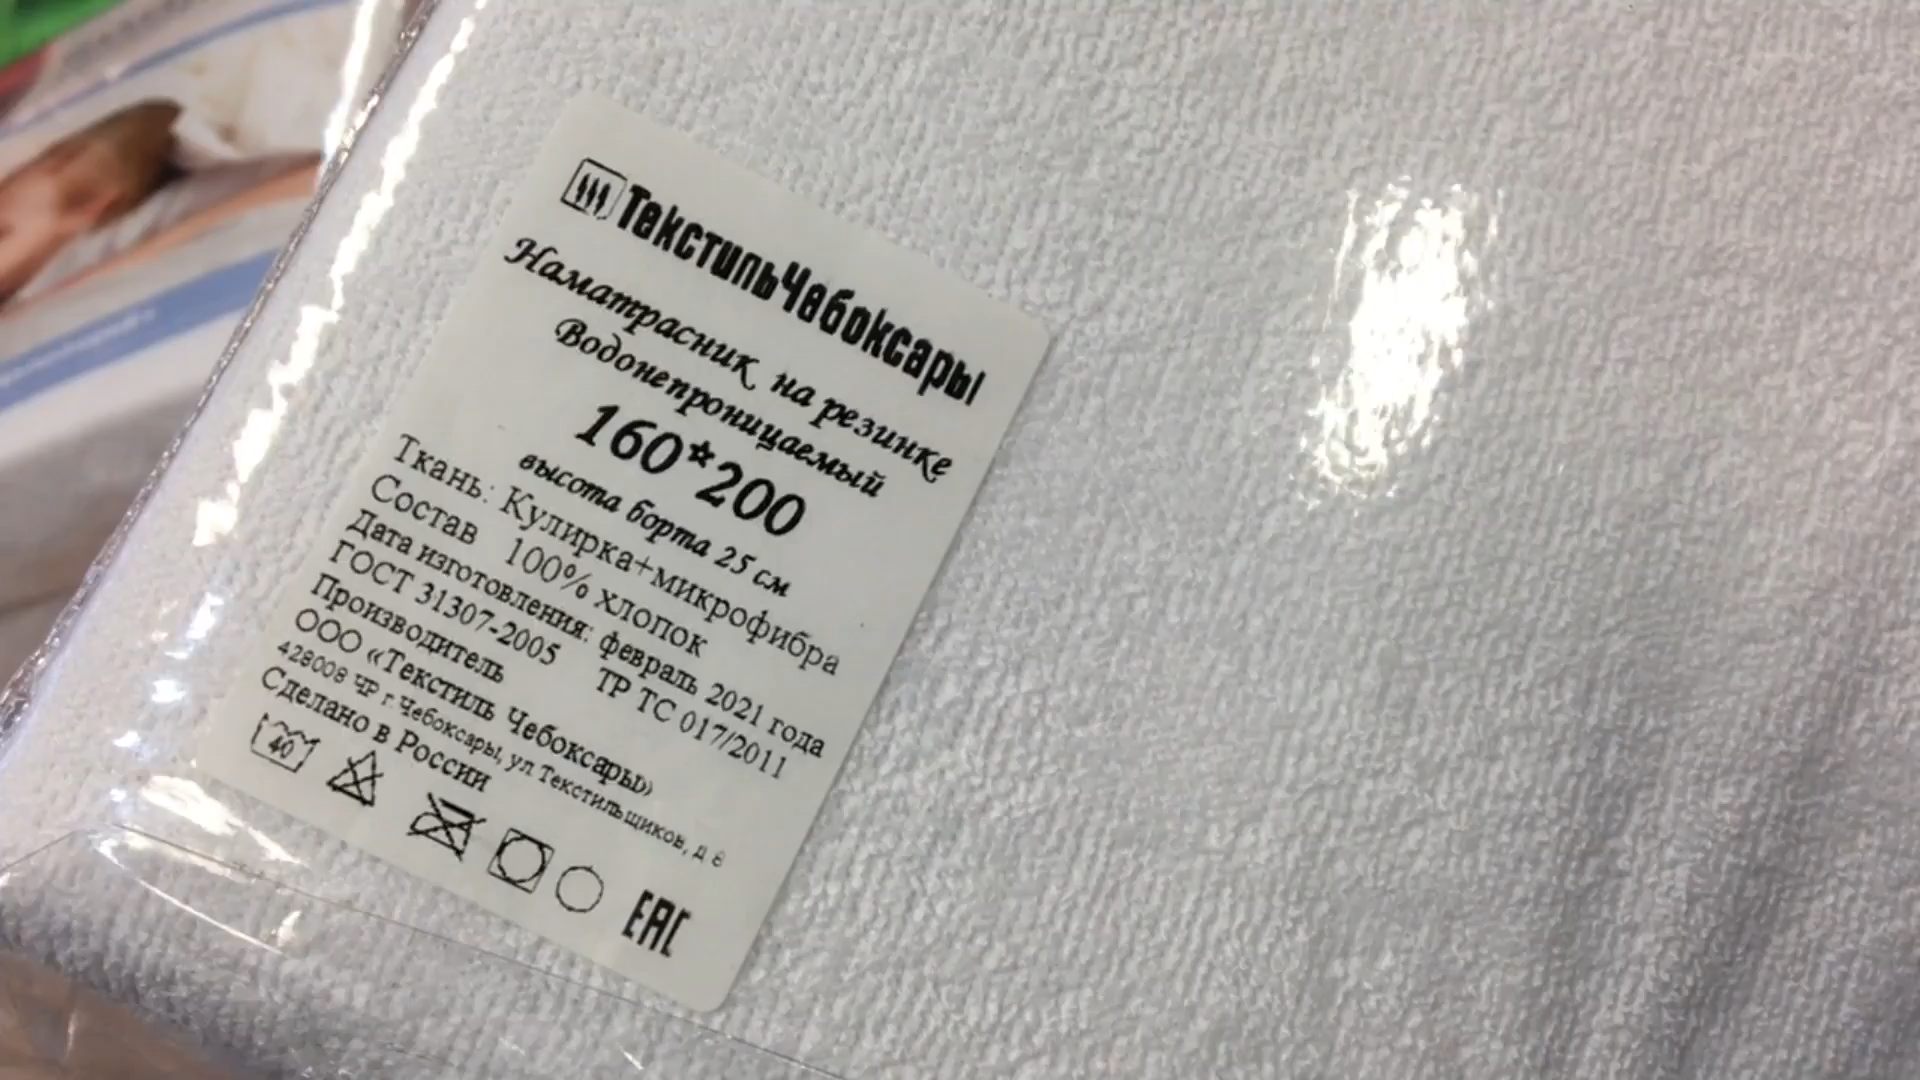 ТекстильЧебоксары
Наматрасник на резинке
Водонепроницаемый
160*200
высота борта 25 см
Ткань: Кулирка+микрофибра
Состав 100% хлопок
Дата изготовления: февраль 2021 года
ГОСТ 31307-2005 ТР ТС 017/2011
Производитель
ООО «Текстиль Чебоксары»
428008 ЧР г.Чебоксары, ул Текстильщиков, д 8
Сделано в России
40
ЕАС